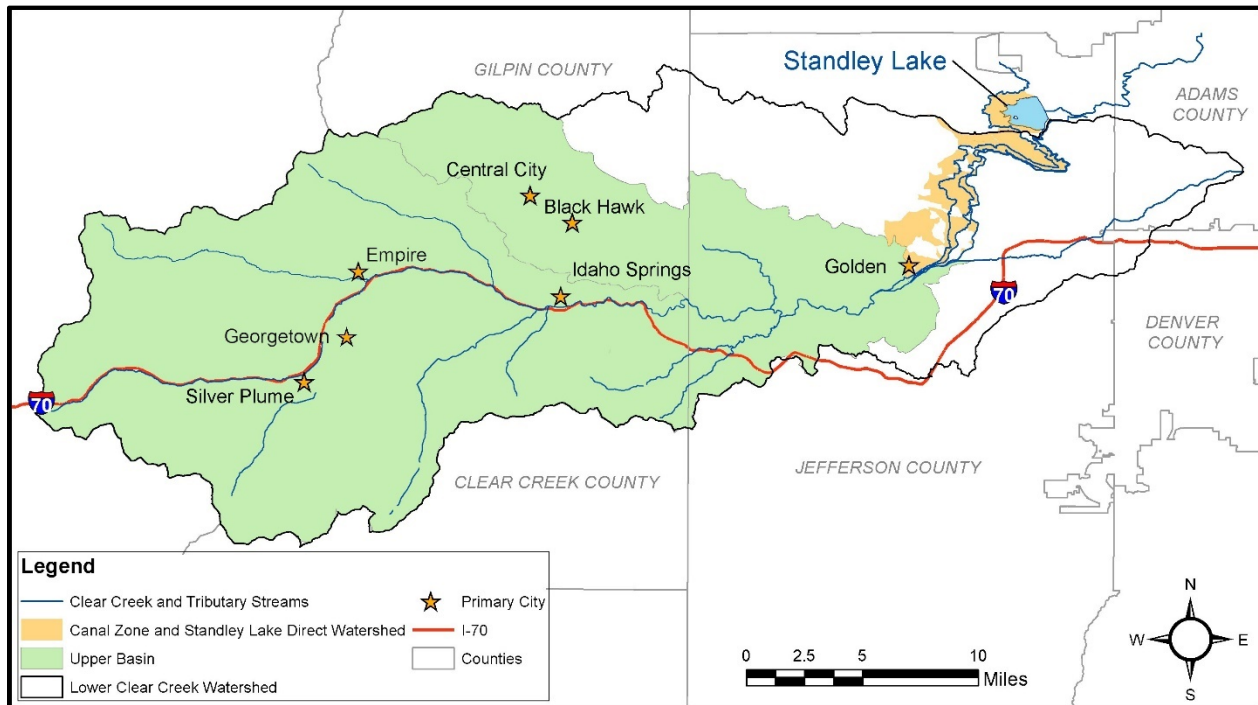 GILPIN COUNTY
Standley Lake
ADAMS
COUNTY
Central City
Black Hawk
Empire
Idaho Springs
Golden
70
Georgetown
DENVER
COUNTY
Silver Plume
70
CLEAR CREEK COUNTY
JEFFERSON COUNTY
Legend
Clear Creek and Tributary Streams
Primary City
Canal Zone and Standley Lake Direct Watershed
I-70
Upper Basin
Counties
Lower Clear Creek Watershed
0 2.5 5 10
Miles
N
W E
S